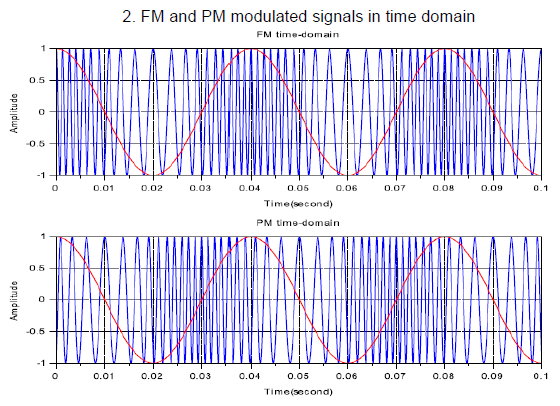 2. FM and PM modulated signals in time domain
FM time-domain
1
0.5
0
-0.5
-1
Amplitude
0 0.01 0.02 0.03 0.04 0.05 0.06 0.07 0.08 0.09 0.1
Time(second)
PM time-domain
1
0.5
0
-0.5
-1
Amplitude
0 0.01 0.02 0.03 0.04 0.05 0.06 0.07 0.08 0.09 0.1
Time(second)